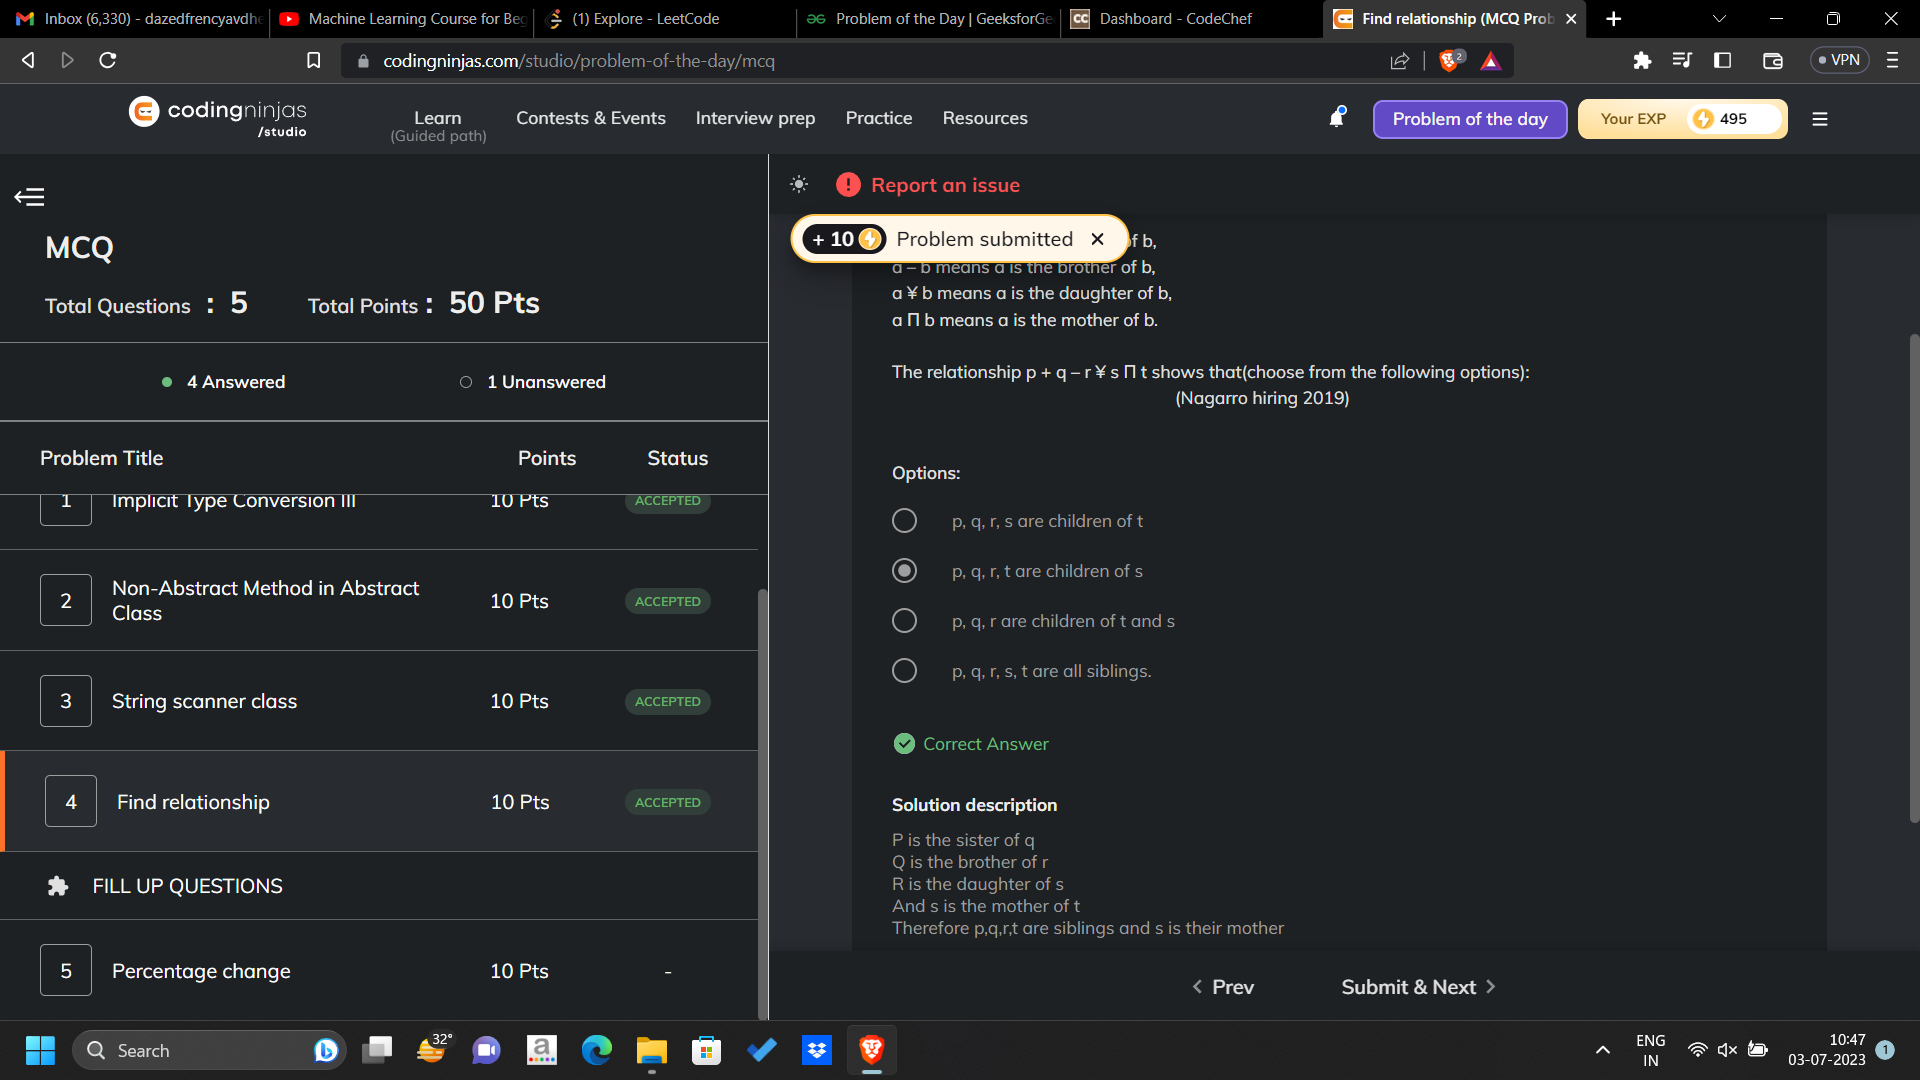 Inbox (6,330) - dazedfrencyavdhe
Machine Learning Course for Beg
(1) Explore - LeetCode
Problem of the Day | GeeksforGe
CC
Dashboard - CodeChef
Find relationship (MCQ Prob
codingninjas.com/studio/problem-of-the-day/mcq
2
VPN
codingninjas
/studio
Learn
(Guided path)
Contests & Events
Interview prep
Practice
Resources
Problem of the day
Your EXP
495
MCQ
Total Questions : 5
Total Points : 50 Pts
4 Answered
1 Unanswered
Problem Title
Points
Status
1
Implicit Type Conversion III
10 Pts
ACCEPTED
2
Non-Abstract Method in Abstract
Class
10 Pts
ACCEPTED
3
String scanner class
10 Pts
ACCEPTED
4
Find relationship
10 Pts
ACCEPTED
FILL UP QUESTIONS
5
Percentage change
10 Pts
-
Report an issue
+ 10
Problem submitted
of b,
a – b means a is the brother of b,
a ¥ b means a is the daughter of b,
a Π b means a is the mother of b.
The relationship p + q – r ¥ s Π t shows that(choose from the following options):
(Nagarro hiring 2019)
Options:
p, q, r, s are children of t
p, q, r, t are children of s
p, q, r are children of t and s
p, q, r, s, t are all siblings.
Correct Answer
Solution description
P is the sister of q
Q is the brother of r
R is the daughter of s
And s is the mother of t
Therefore p,q,r,t are siblings and s is their mother
Prev
Submit & Next
Search
32°
a
ENG
IN
10:47
03-07-2023
1